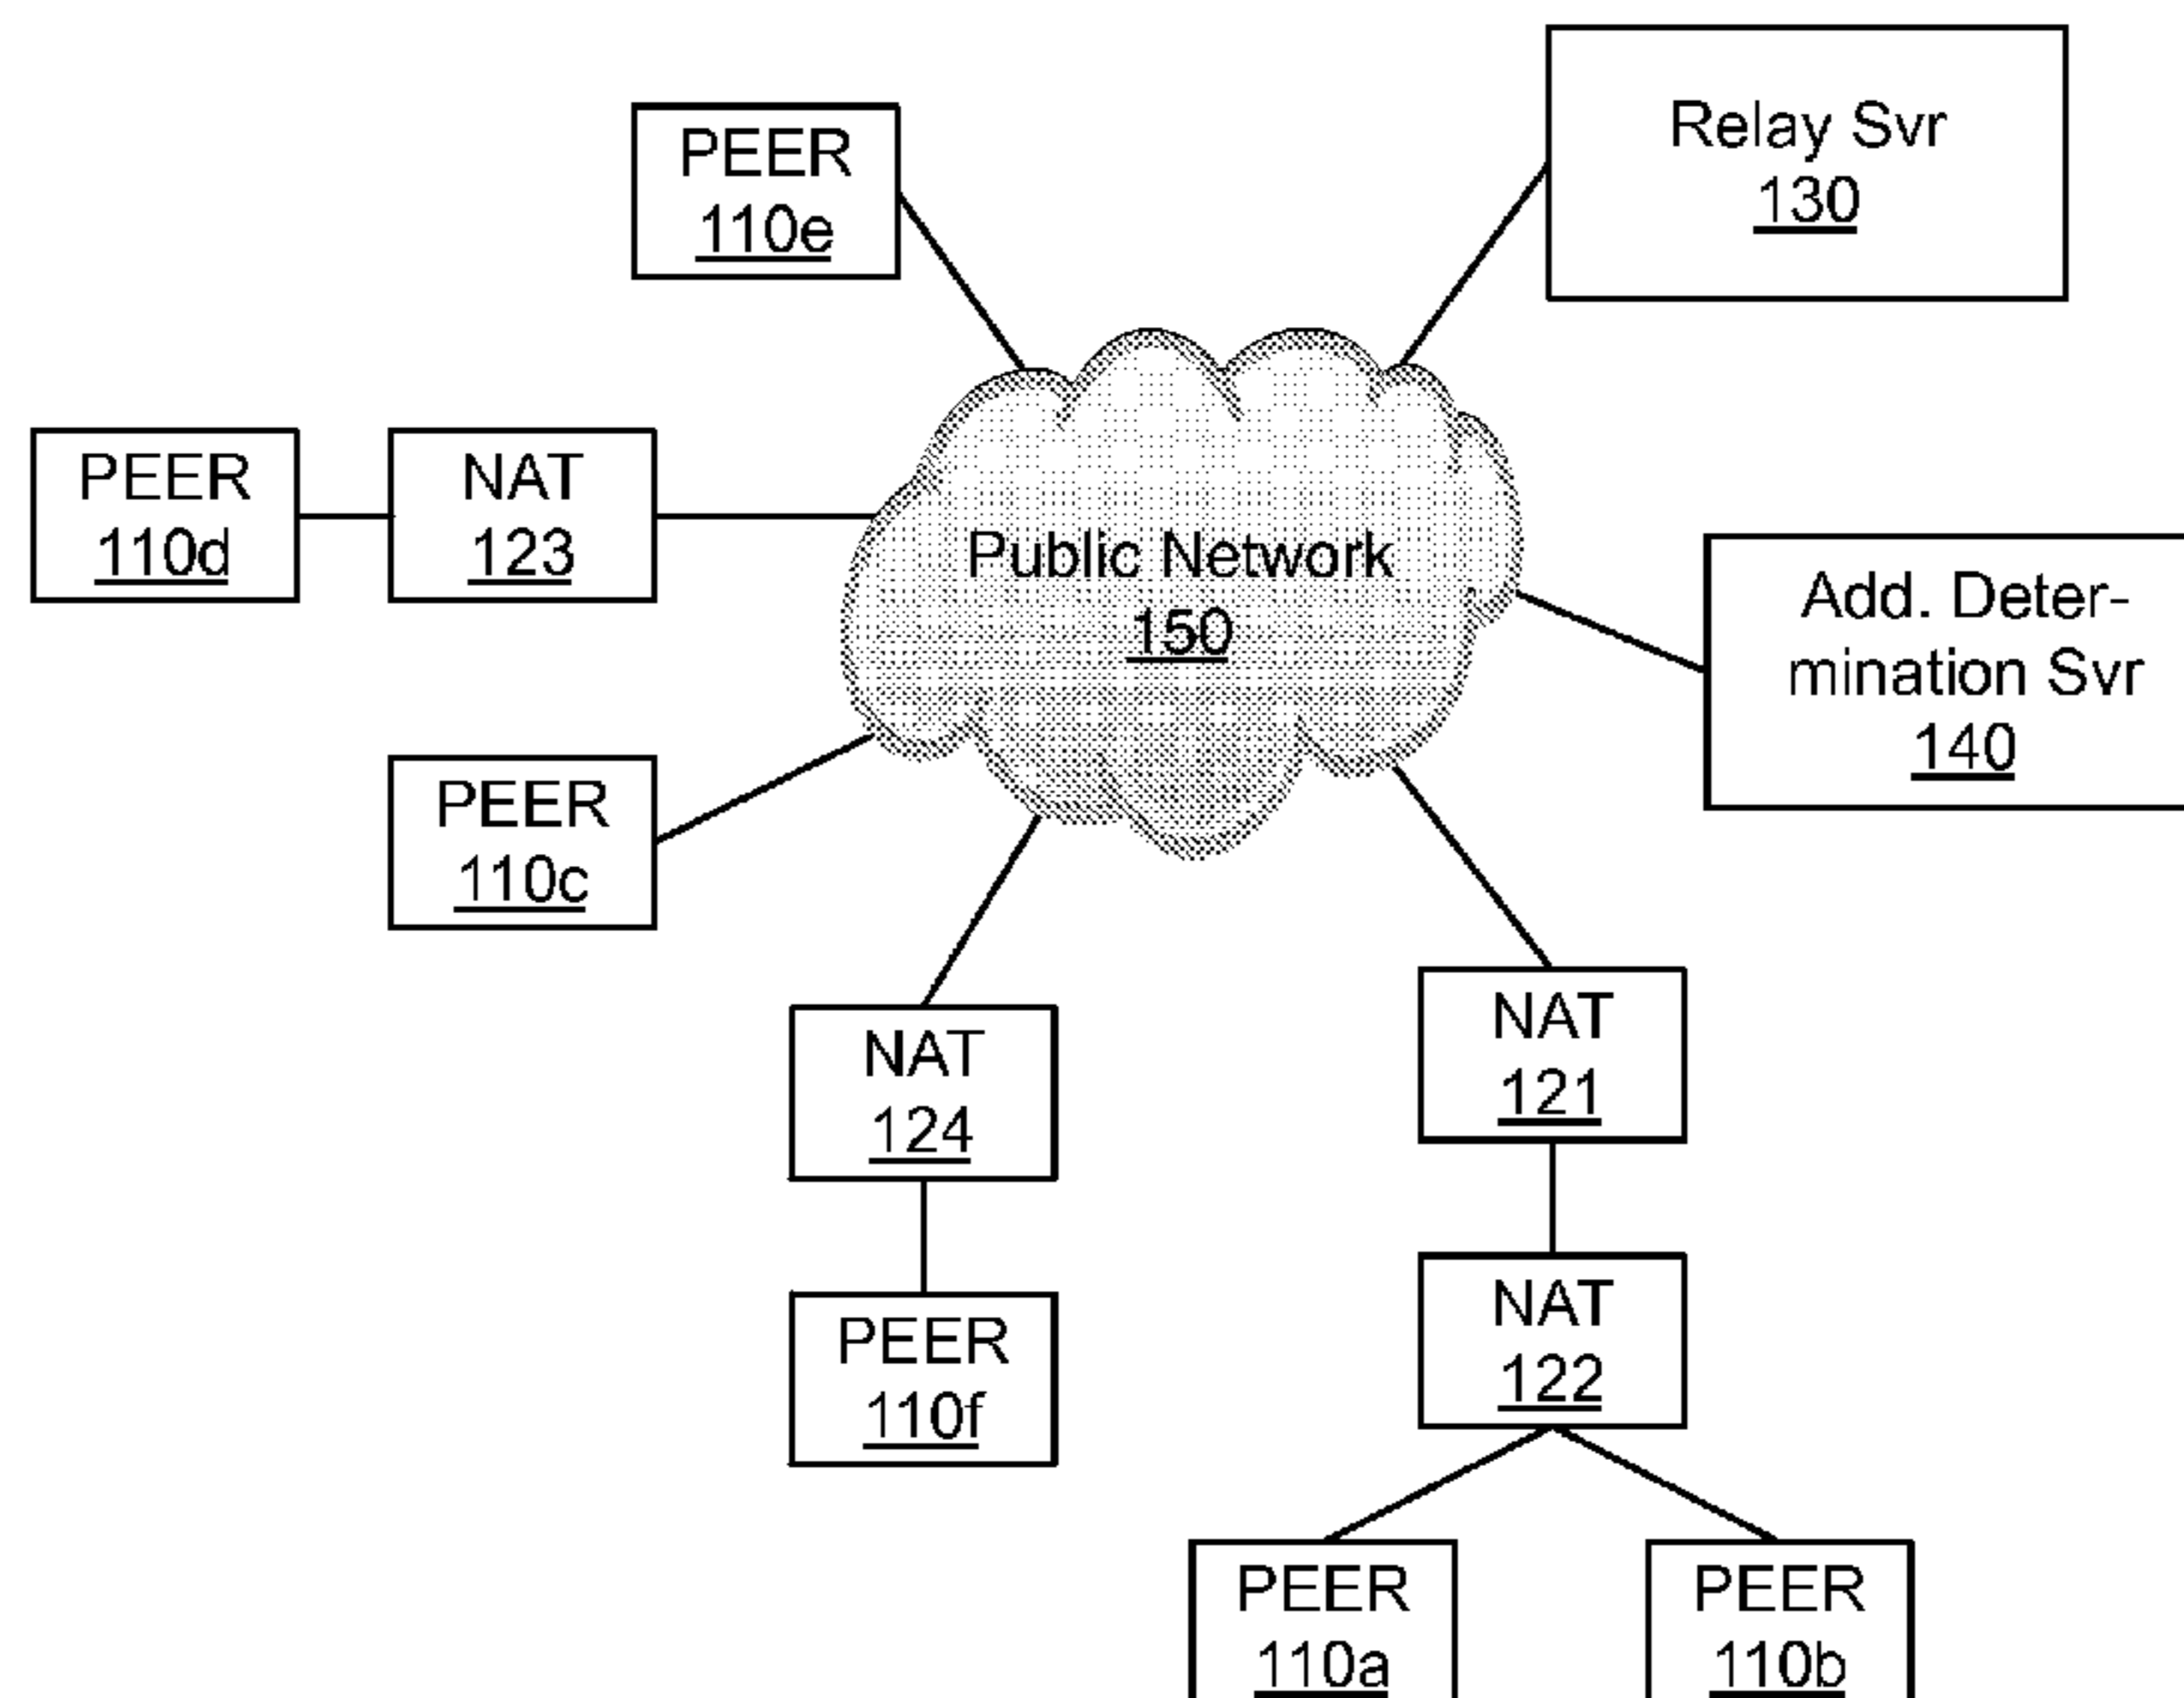 Relay Svr
130
PEER
110e
PEER
110d
NAT
123
Public Network
150
Add. Deter-
mination Svr
140
PEER
110c
NAT
124
NAT
121
PEER
110f
NAT
122
PEER
110a
PEER
110b